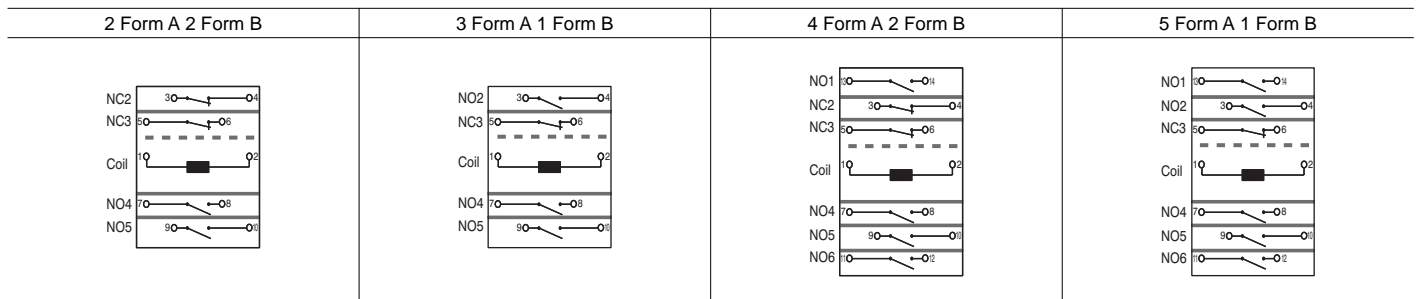 2 Form A 2 Form B
NC2 3 4
NC3 5 6
Coil 1 2
NO4 7 8
NO5 9 10
3 Form A 1 Form B
NO2 3 4
NC3 5 6
Coil 1 2
NO4 7 8
NO5 9 10
4 Form A 2 Form B
NO1 13 14
NC2 3 4
NC3 5 6
Coil 1 2
NO4 7 8
NO5 9 10
NO6 11 12
5 Form A 1 Form B
NO1 13 14
NO2 3 4
NC3 5 6
Coil 1 2
NO4 7 8
NO5 9 10
NO6 11 12